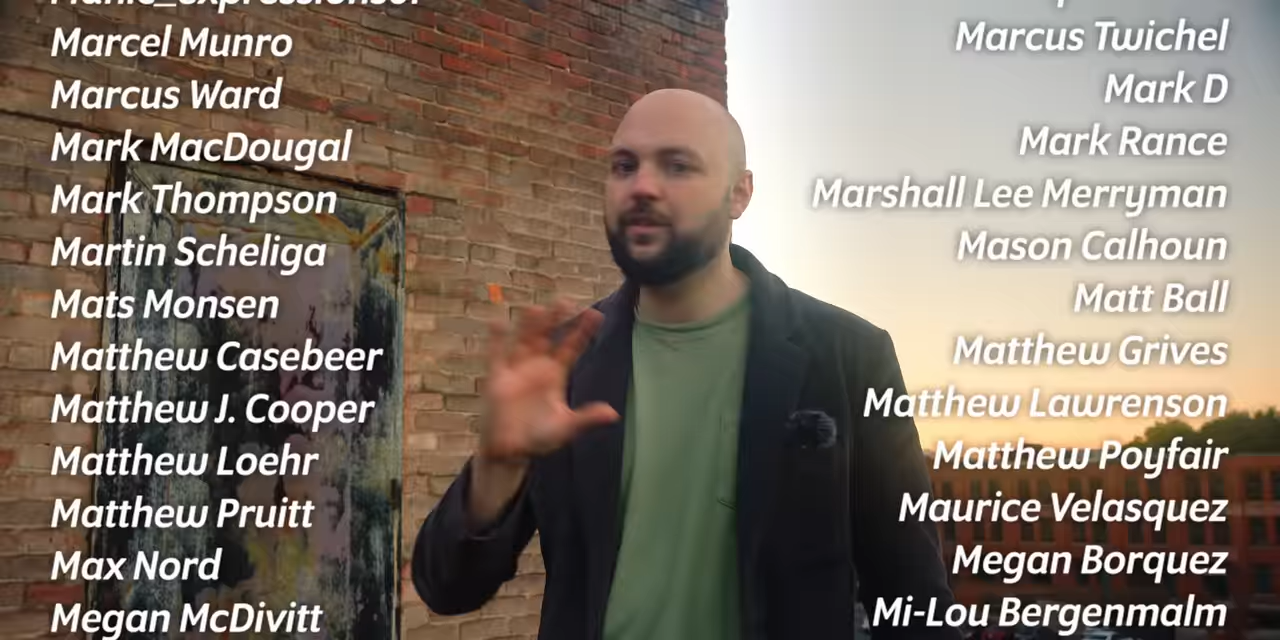 Marcel Munro
Marcus Ward
Mark MacDougal
Mark Thompson
Martin Scheliga
Mats Monsen
Matthew Casebeer
Matthew J. Cooper
Matthew Loehr
Matthew Pruitt
Max Nord
Megan McDivitt
Marcus Twichel
Mark D
Mark Rance
Marshall Lee Merryman
Mason Calhoun
Matt Ball
Matthew Grives
Matthew Lawrenson
Matthew Poyfair
Maurice Velasquez
Megan Borquez
Mi-Lou Bergenmalm